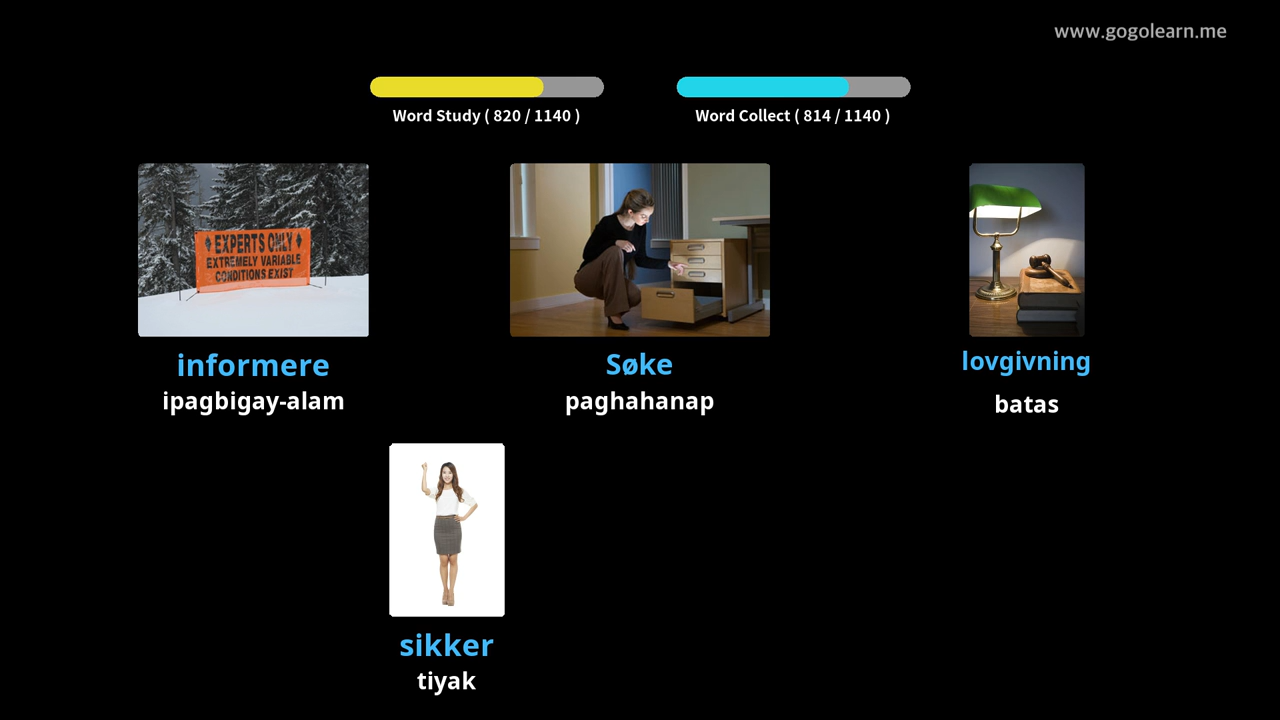 www.gogolearn.me
Word Study ( 820 / 1140 )
Word Collect ( 814 / 1140 )
EXPERTS ONLY
EXTREMELY VARIABLE
CONDITIONS EXIST
informere
ipagbigay-alam
Søke
paghahanap
lovgivning
batas
sikker
tiyak